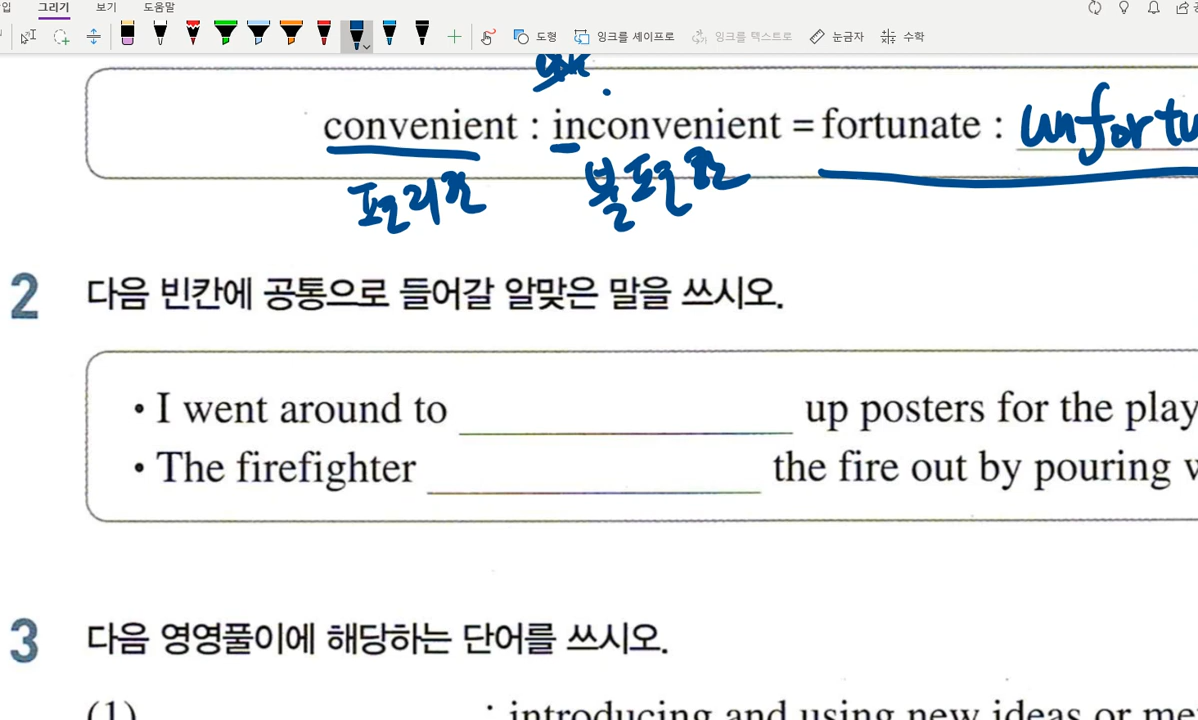 입 그리기 보기 도움말
도형 잉크를 셰이프로 잉크를 텍스트로 눈금자 수학
convenient : inconvenient = fortunate : unfortu
편리한 불편한
2 다음 빈칸에 공통으로 들어갈 알맞은 말을 쓰시오.
• I went around to ____________ up posters for the play
• The firefighter ____________ the fire out by pouring w
3 다음 영영풀이에 해당하는 단어를 쓰시오.
(1) ____________ : introducing and using new ideas or me